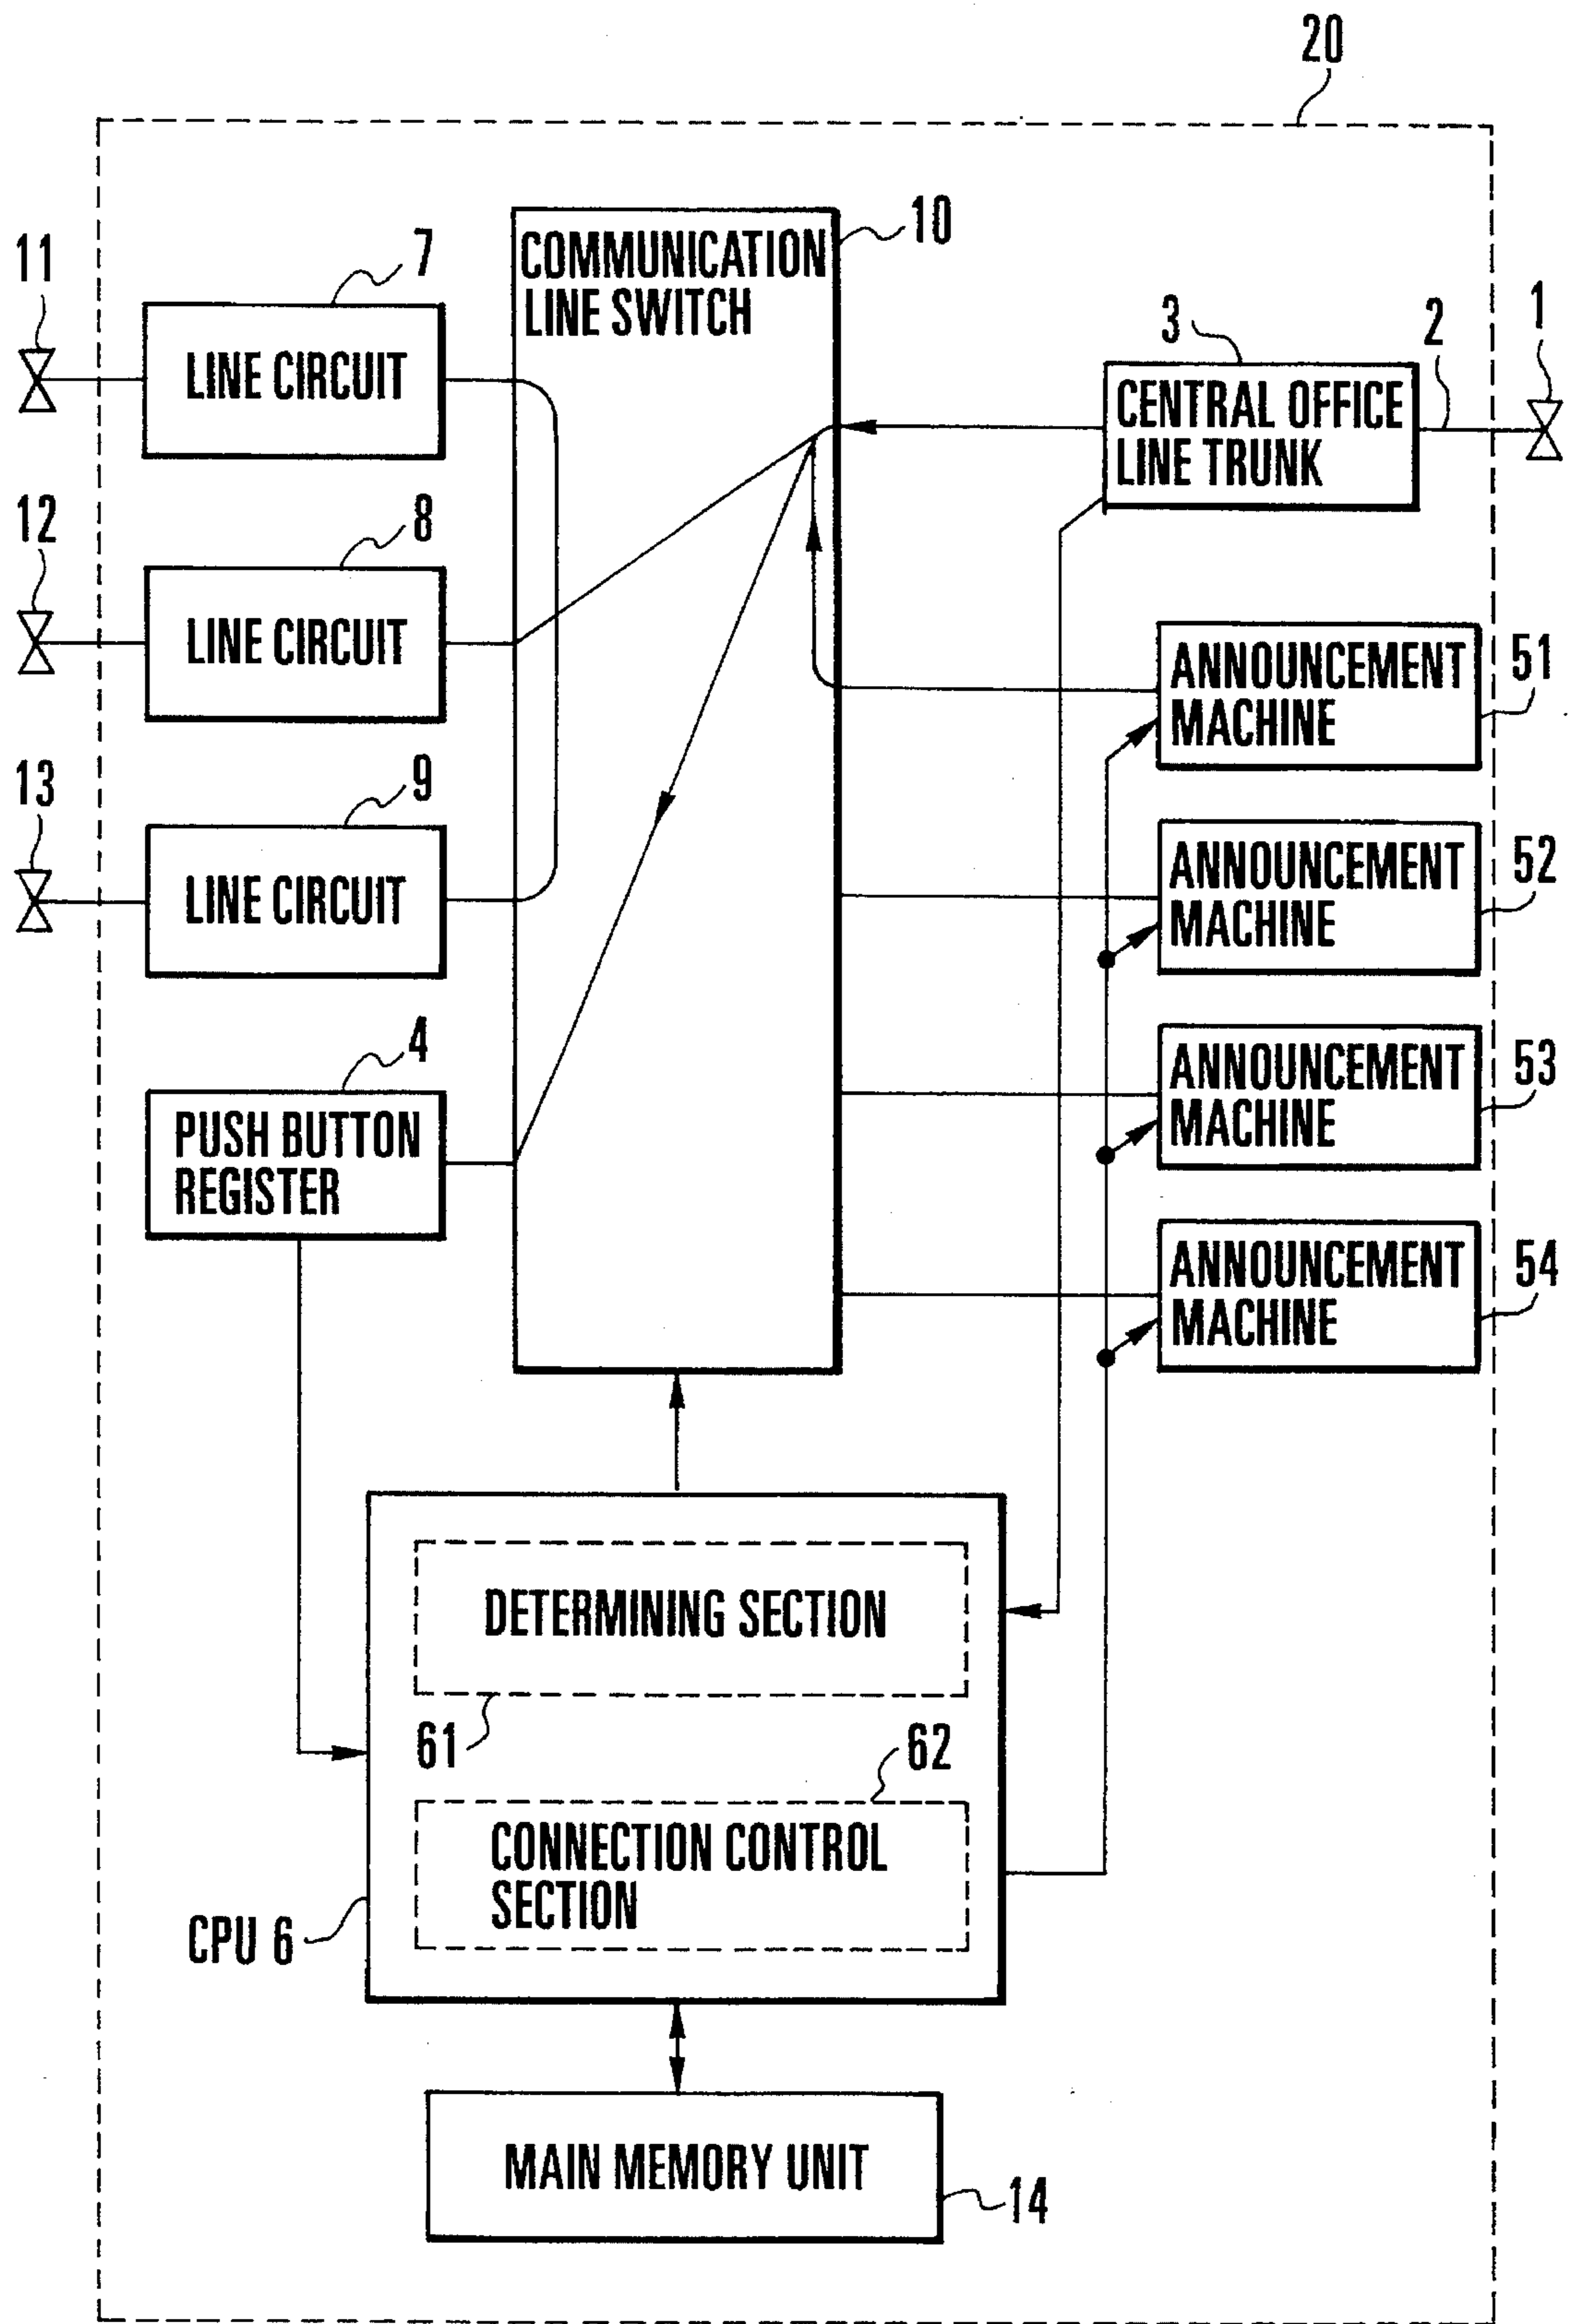 20
10
COMMUNICATION
LINE SWITCH
11
7
LINE CIRCUIT
3
2
1
CENTRAL OFFICE
LINE TRUNK
12
8
LINE CIRCUIT
ANNOUNCEMENT
MACHINE
51
13
9
LINE CIRCUIT
ANNOUNCEMENT
MACHINE
52
4
PUSH BUTTON
REGISTER
ANNOUNCEMENT
MACHINE
53
ANNOUNCEMENT
MACHINE
54
DETERMINING SECTION
61
62
CONNECTION CONTROL
SECTION
CPU 6
MAIN MEMORY UNIT
14